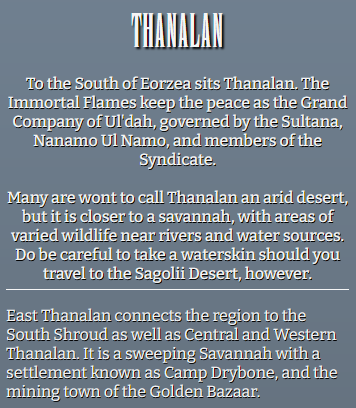 THANALAN
To the South of Eorzea sits Thanalan. The
Immortal Flames keep the peace as the Grand
Company of Ul'dah, governed by the Sultana,
Nanamo Ul Namo, and members of the
Syndicate.
Many are wont to call Thanalan an arid desert,
but it is closer to a savannah, with areas of
varied wildlife near rivers and water sources.
Do be careful to take a waterskin should you
travel to the Sagolii Desert, however.
East Thanalan connects the region to the
South Shroud as well as Central and Western
Thanalan. It is a sweeping Savannah with a
settlement known as Camp Drybone, and the
mining town of the Golden Bazaar.